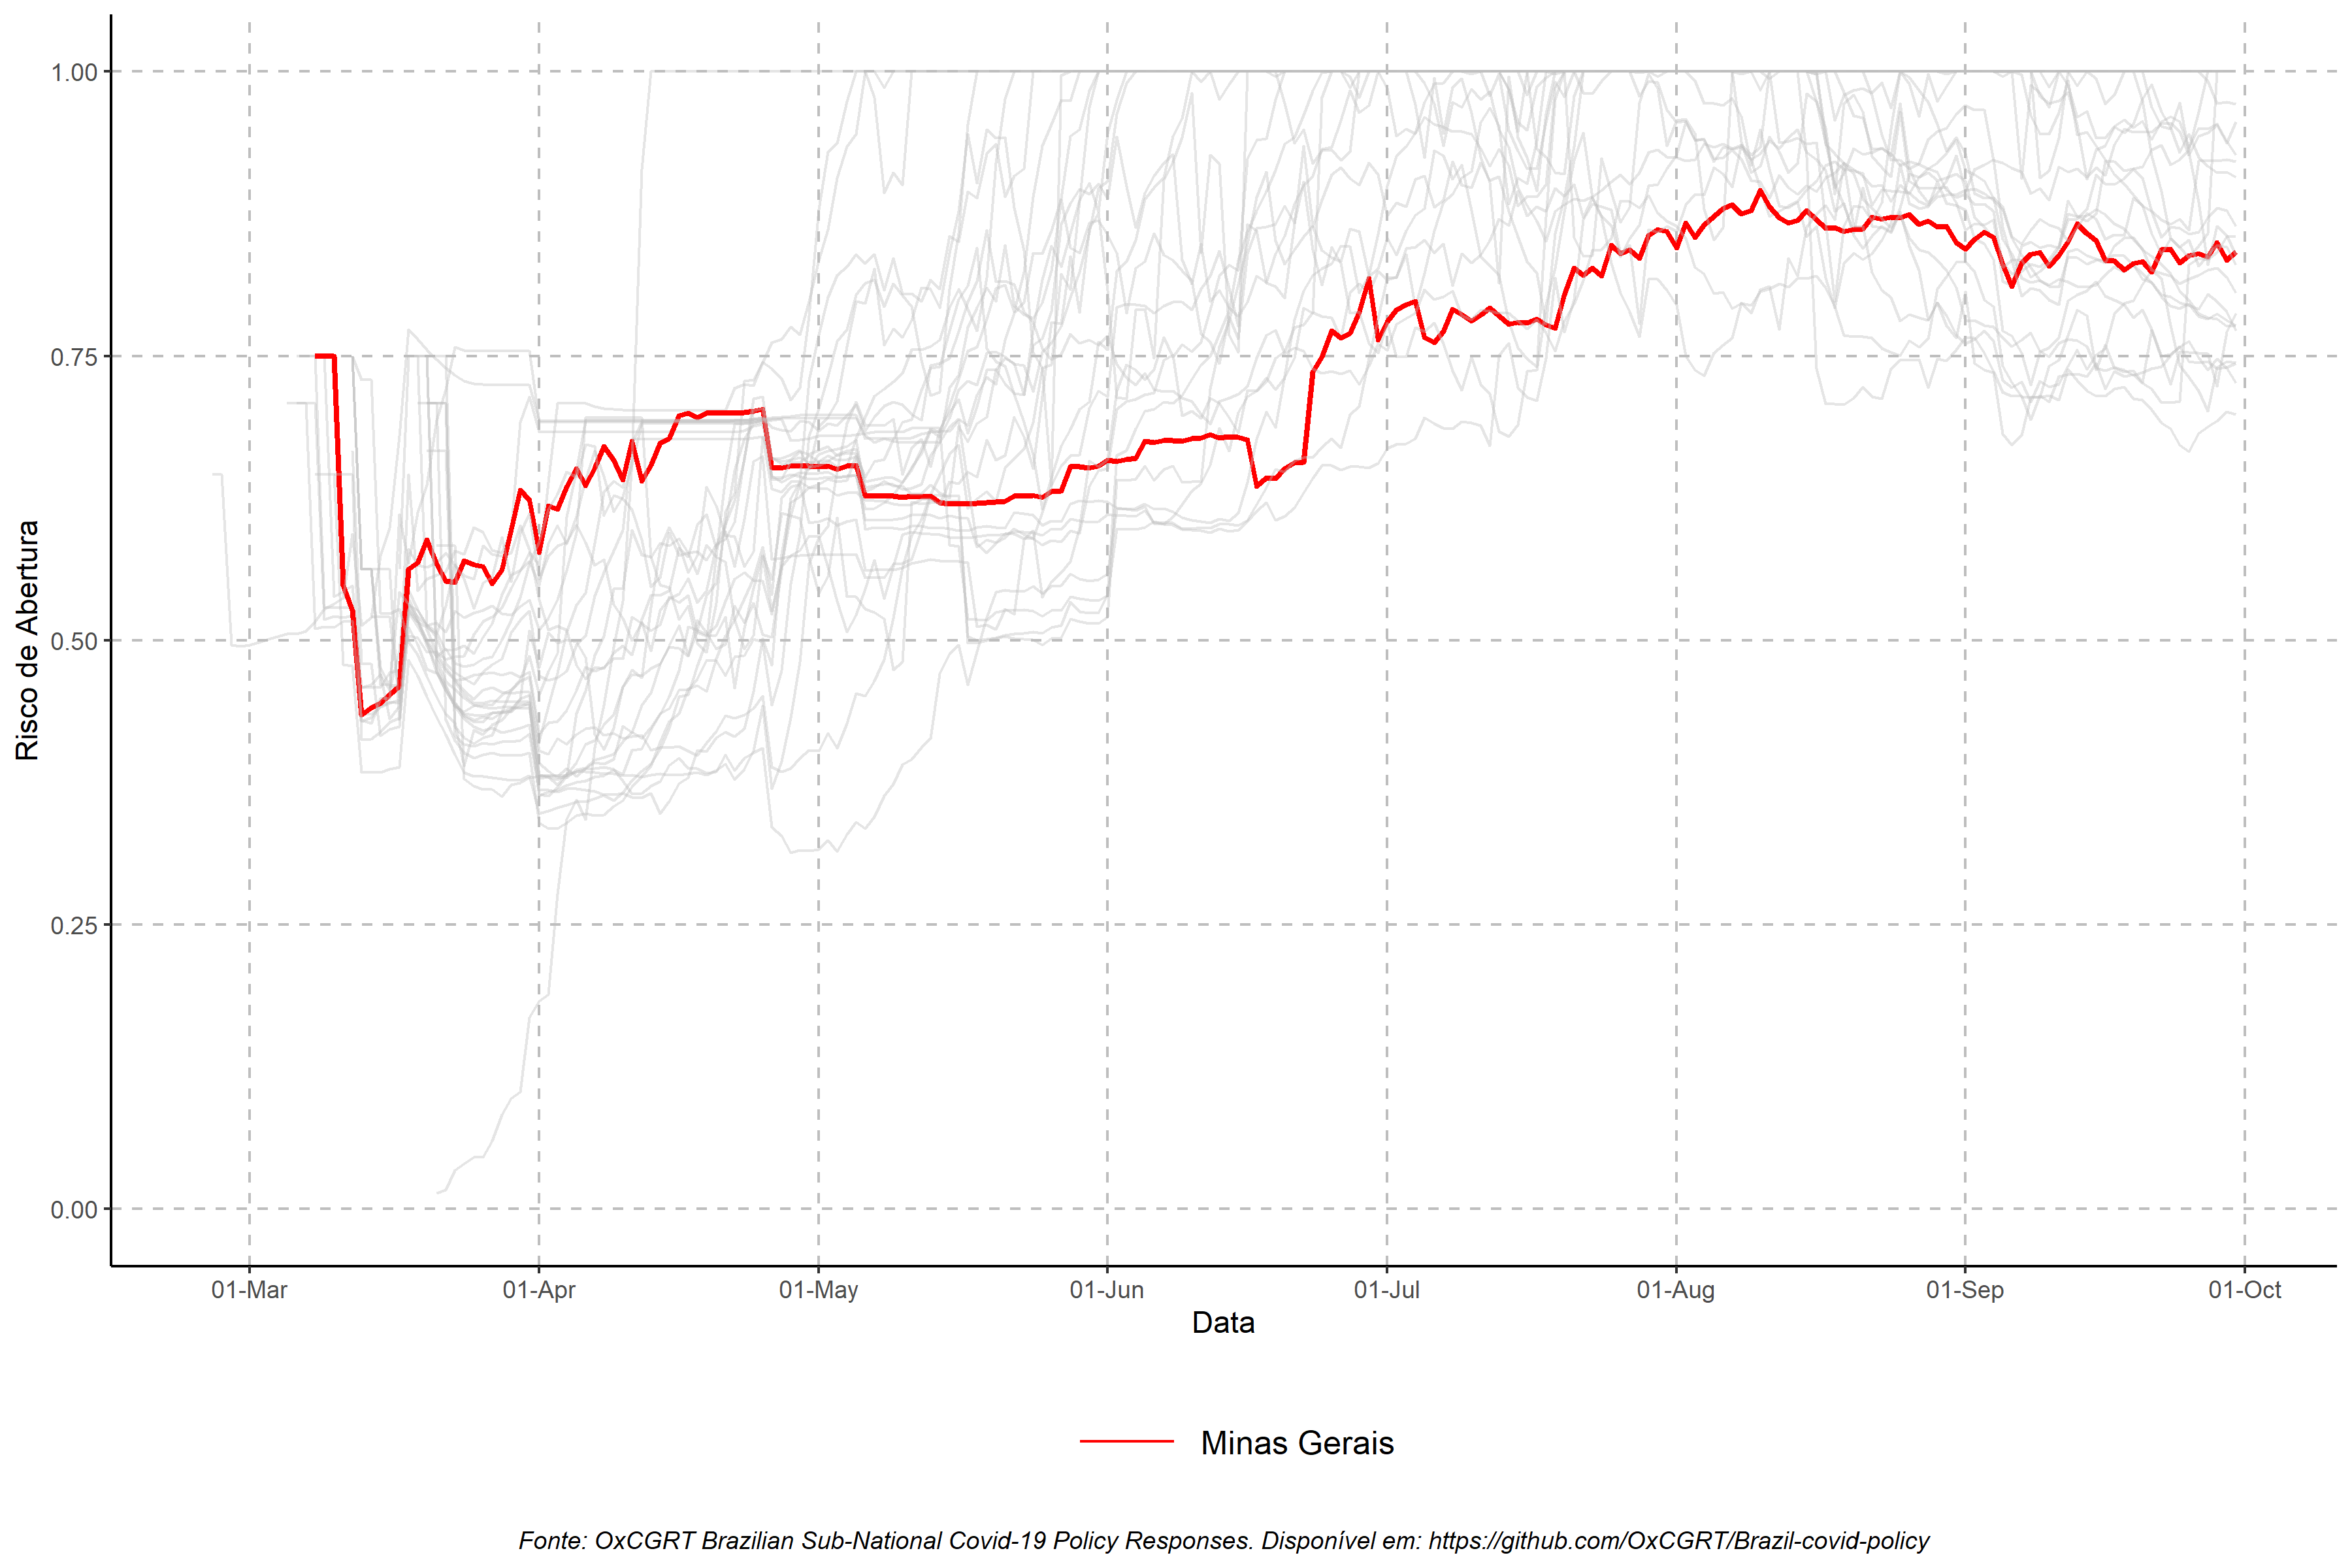 Risco de Abertura
1.00
0.75
0.50
0.25
0.00
01-Mar 01-Apr 01-May 01-Jun 01-Jul 01-Aug 01-Sep 01-Oct
Data
Minas Gerais
Fonte: OxCGRT Brazilian Sub-National Covid-19 Policy Responses. Disponível em: https://github.com/OxCGRT/Brazil-covid-policy